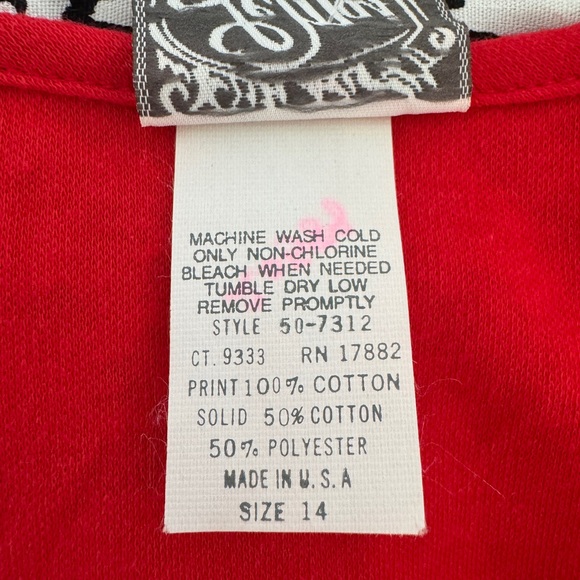 MACHINE WASH COLD
ONLY NON-CHLORINE
BLEACH WHEN NEEDED
TUMBLE DRY LOW
REMOVE PROMPTLY
STYLE 50-7312
CT. 9333 RN 17882
PRINT 100% COTTON
SOLID 50% COTTON
50% POLYESTER
MADE IN U.S.A
SIZE 14